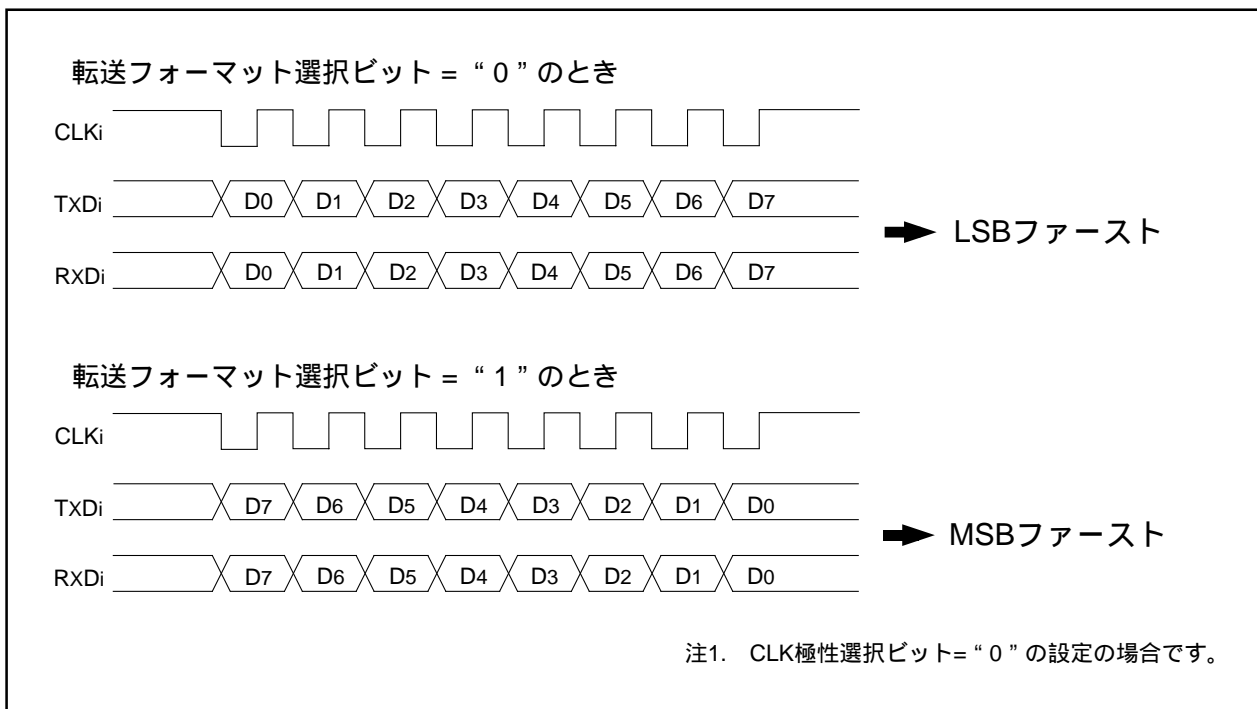 転送フォーマット選択ビット = “ 0 ” のとき
CLKi
TXDi D0 D1 D2 D3 D4 D5 D6 D7
RXDi D0 D1 D2 D3 D4 D5 D6 D7
LSBファースト
転送フォーマット選択ビット = “ 1 ” のとき
CLKi
TXDi D7 D6 D5 D4 D3 D2 D1 D0
RXDi D7 D6 D5 D4 D3 D2 D1 D0
MSBファースト
注1. CLK極性選択ビット= “ 0 ” の設定の場合です。